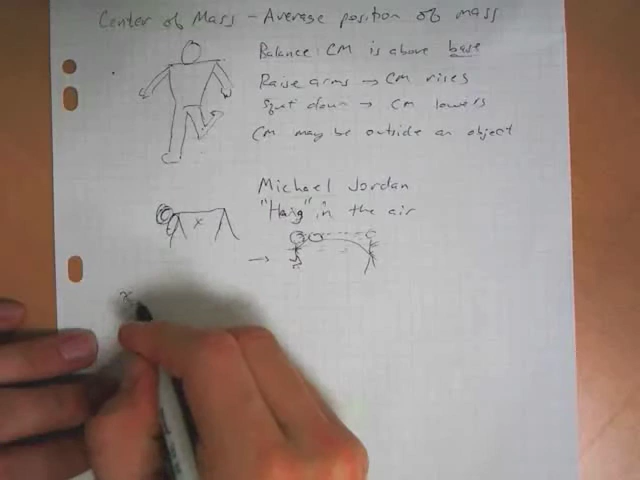 Center of Mass - Average position of mass
Balance: CM is above base
Raise arms → CM rises
Squat down → CM lowers
CM may be outside an object
Michael Jordan
"Hang" in the air
x
→
x